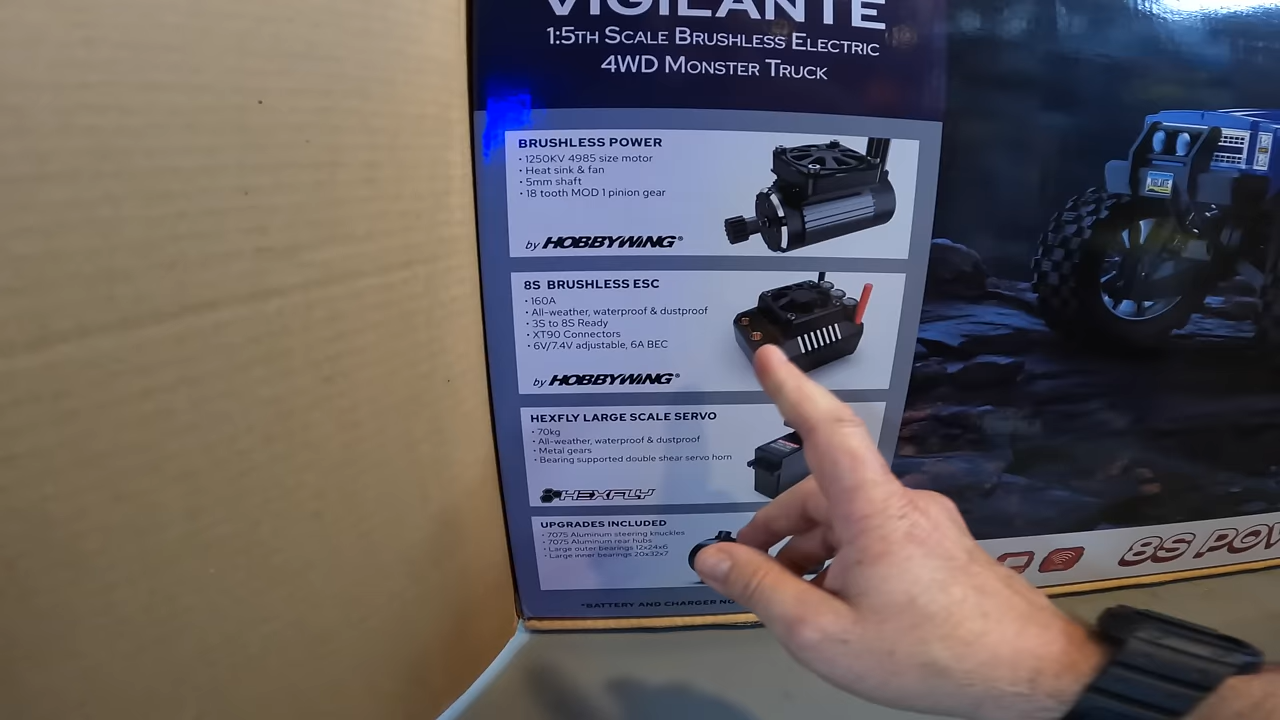 VIGILANTE
1:5TH SCALE BRUSHLESS ELECTRIC
4WD MONSTER TRUCK
BRUSHLESS POWER
• 1250KV 4985 size motor
• Heat sink & fan
• 5mm shaft
• 18 tooth MOD 1 pinion gear
by HOBBYWING®
8S BRUSHLESS ESC
• 160A
• All-weather, waterproof & dustproof
• 3S to 8S Ready
• XT90 Connectors
• 6V/7.4V adjustable, 6A BEC
by HOBBYWING®
HEXFLY LARGE SCALE SERVO
• 70kg
• All-weather, waterproof & dustproof
• Metal gears
• Bearing supported double shear servo horn
HEXFLY
UPGRADES INCLUDED
• 7075 Aluminum steering knuckles
• 7075 Aluminum rear hubs
• Large outer bearings 12x24x6
• Large inner bearings 20x32x7
*BATTERY AND CHARGER NO
VIGILANTE
8S POW